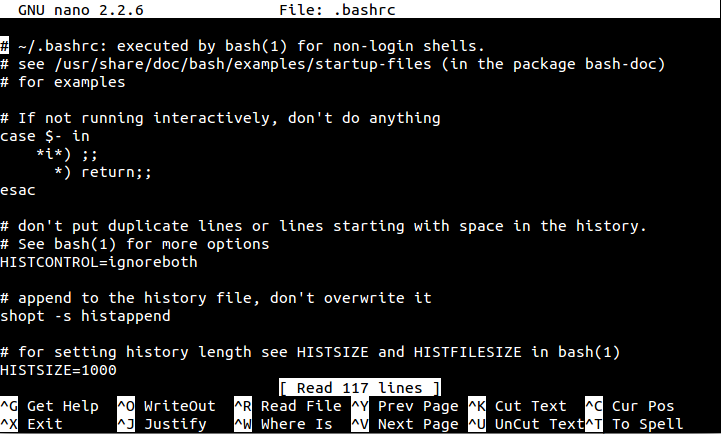 GNU nano 2.2.6 File: .bashrc
# ~/.bashrc: executed by bash(1) for non-login shells.
# see /usr/share/doc/bash/examples/startup-files (in the package bash-doc)
# for examples
# If not running interactively, don't do anything
case $- in
    *i*) ;;
      *) return;;
esac
# don't put duplicate lines or lines starting with space in the history.
# See bash(1) for more options
HISTCONTROL=ignoreboth
# append to the history file, don't overwrite it
shopt -s histappend
# for setting history length see HISTSIZE and HISTFILESIZE in bash(1)
HISTSIZE=1000
[ Read 117 lines ]
^G Get Help ^O WriteOut ^R Read File ^Y Prev Page ^K Cut Text ^C Cur Pos
^X Exit ^J Justify ^W Where Is ^V Next Page ^U UnCut Text^T To Spell